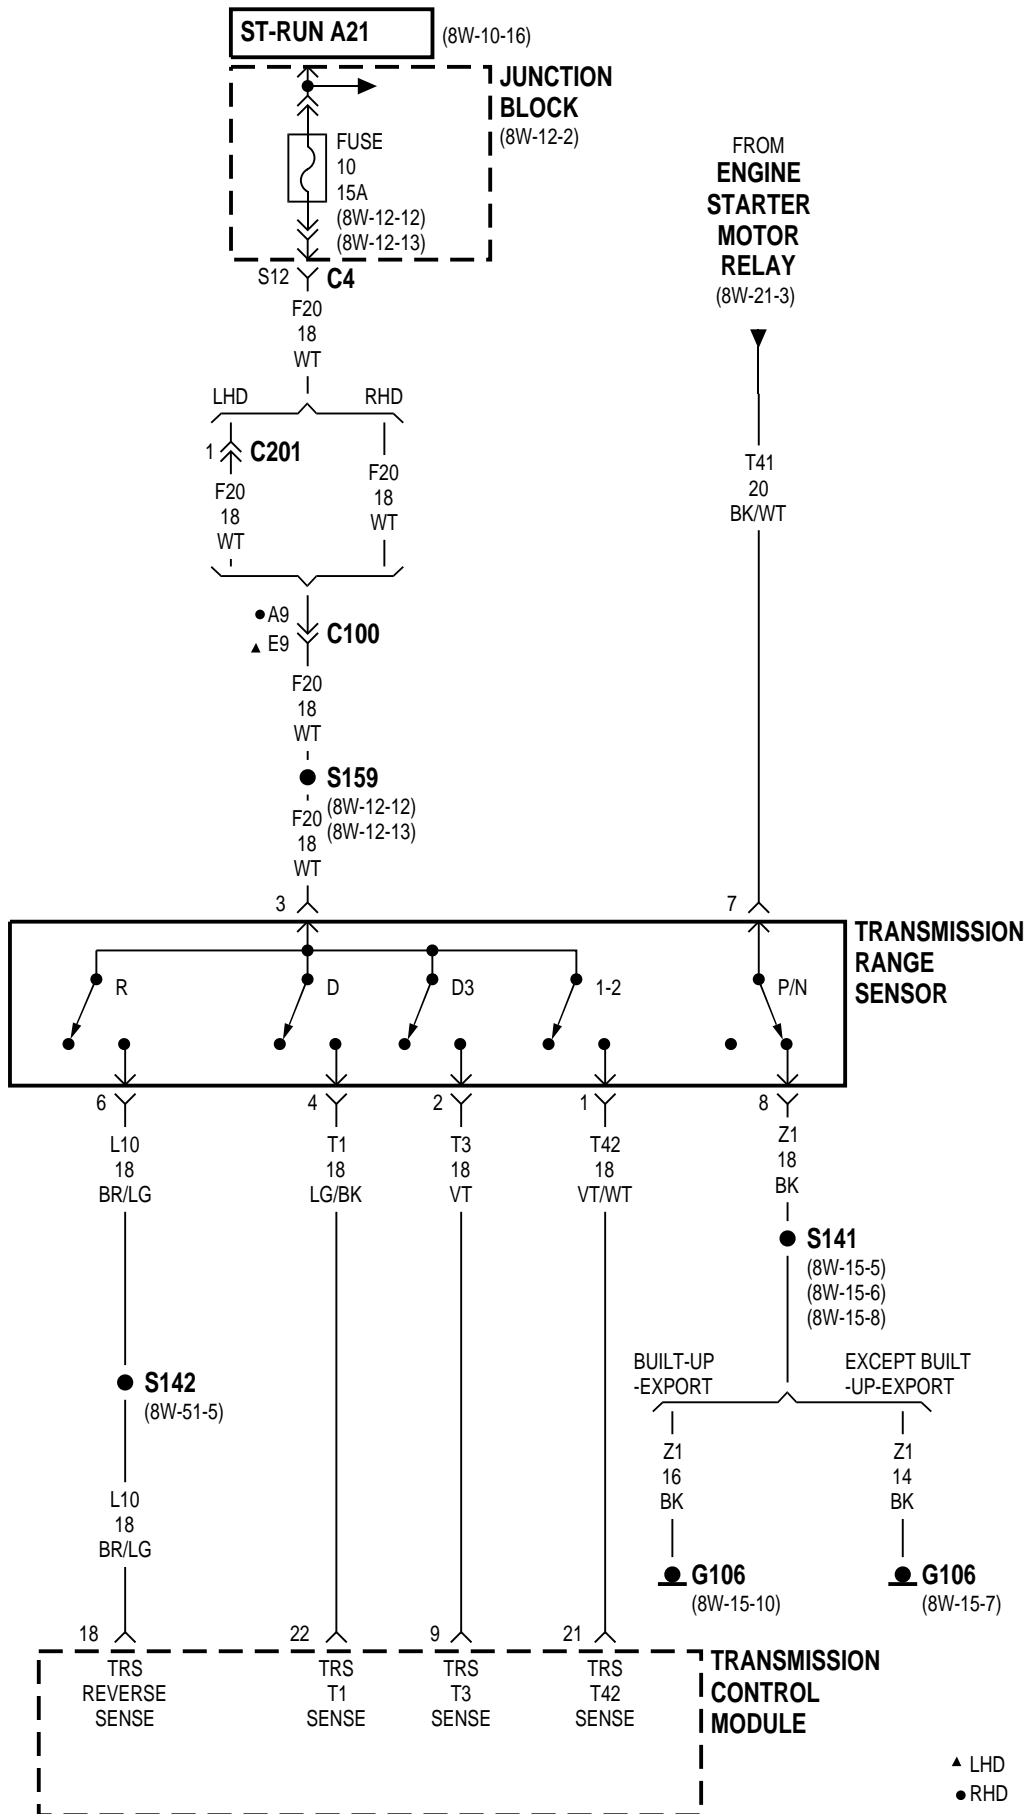 ST-RUN A21
(8W-10-16)
JUNCTION
BLOCK
(8W-12-2)
FUSE
10
15A
(8W-12-12)
(8W-12-13)
S12
C4
F20
18
WT
FROM
ENGINE
STARTER
MOTOR
RELAY
(8W-21-3)
LHD
RHD
1
C201
F20
18
WT
F20
18
WT
T41
20
BK/WT
A9
E9
C100
F20
18
WT
S159
(8W-12-12)
(8W-12-13)
F20
18
WT
3
7
TRANSMISSION
RANGE
SENSOR
R
D
D3
1-2
P/N
6
4
2
1
8
L10
18
BR/LG
T1
18
LG/BK
T3
18
VT
T42
18
VT/WT
Z1
18
BK
S141
(8W-15-5)
(8W-15-6)
(8W-15-8)
S142
(8W-51-5)
BUILT-UP
-EXPORT
EXCEPT BUILT
-UP-EXPORT
Z1
16
BK
Z1
14
BK
L10
18
BR/LG
G106
(8W-15-10)
G106
(8W-15-7)
18
22
9
21
TRS
REVERSE
SENSE
TRS
T1
SENSE
TRS
T3
SENSE
TRS
T42
SENSE
TRANSMISSION
CONTROL
MODULE
LHD
RHD